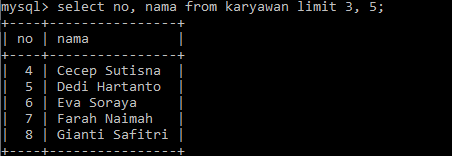 mysql> select no, nama from karyawan limit 3, 5;
+----+-----------------+
| no | nama            |
+----+-----------------+
|  4 | Cecep Sutisna   |
|  5 | Dedi Hartanto   |
|  6 | Eva Soraya      |
|  7 | Farah Naimah    |
|  8 | Gianti Safitri  |
+----+-----------------+